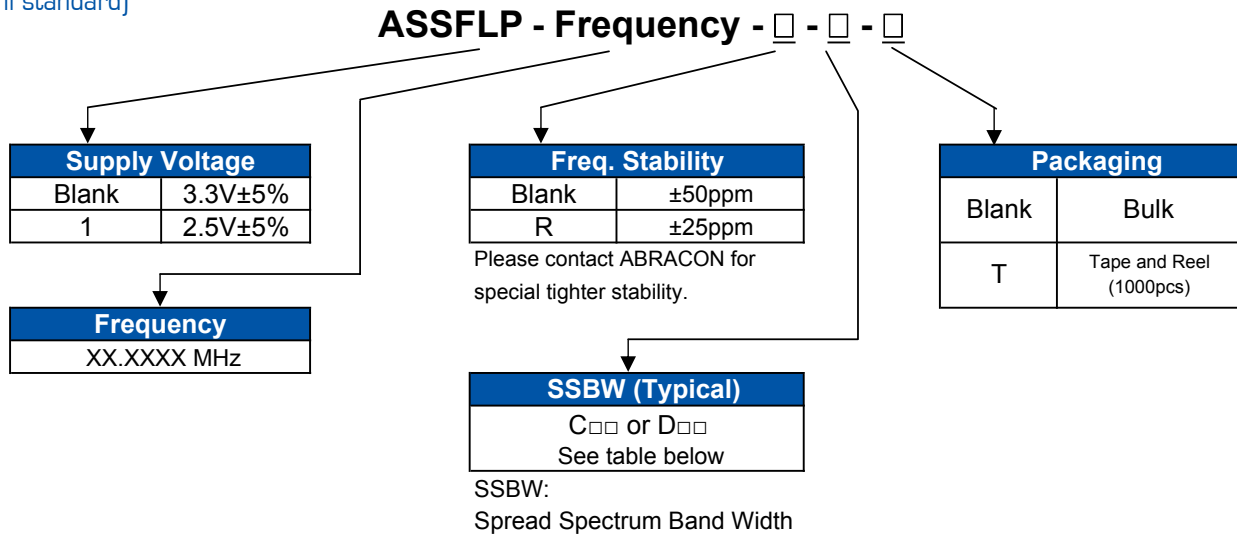 standard)
ASSFLP - Frequency - □ - □ - □
Supply Voltage
Blank 3.3V±5%
1 2.5V±5%
Frequency
XX.XXXX MHz
Freq. Stability
Blank ±50ppm
R ±25ppm
Please contact ABRACON for
special tighter stability.
SSBW (Typical)
C□□ or D□□
See table below
SSBW:
Spread Spectrum Band Width
Packaging
Blank Bulk
T Tape and Reel
(1000pcs)